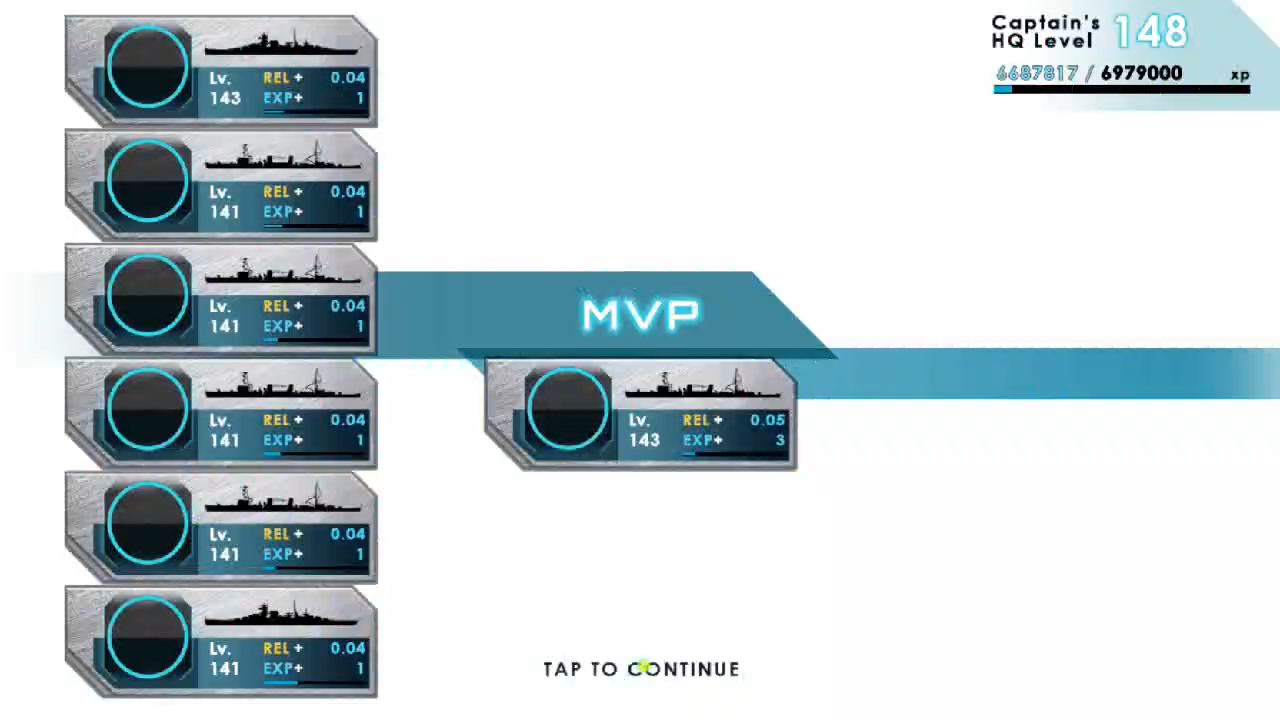 Captain's
HQ Level 148
6687817 / 6979000 xp
Lv. REL + 0.04
143 EXP+ 1
Lv. REL + 0.04
141 EXP+ 1
Lv. REL + 0.04
141 EXP+ 1
Lv. REL + 0.04
141 EXP+ 1
Lv. REL + 0.04
141 EXP+ 1
Lv. REL + 0.04
141 EXP+ 1
MVP
Lv. REL + 0.05
143 EXP+ 3
TAP TO CONTINUE